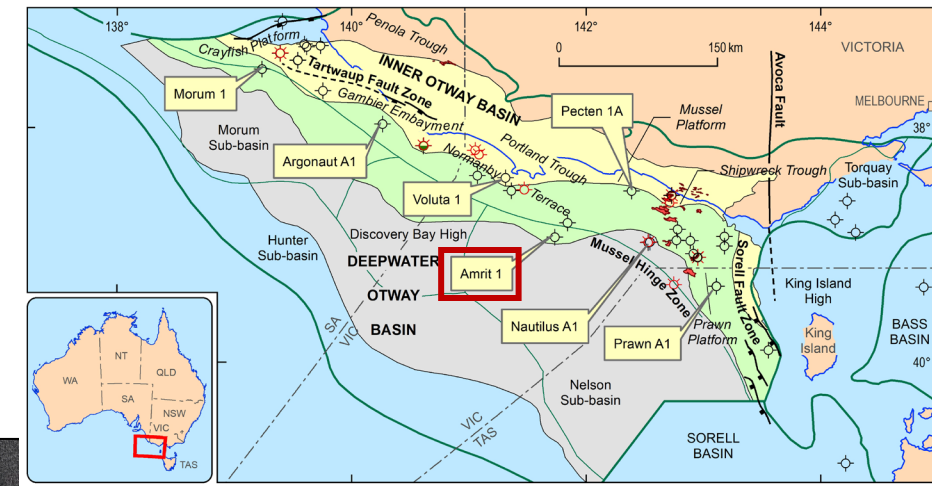 138°
140°
142°
144°
Penola Trough
Crayfish Platform
0
150 km
VICTORIA
INNER OTWAY BASIN
Tartwaup Fault Zone
Avoca Fault
Morum 1
Gambier Embayment
Pecten 1A
Mussel
Platform
MELBOURNE
38°
Morum
Sub-basin
Argonaut A1
Portland Trough
Normanby
Terrace
Shipwreck Trough
Torquay
Sub-basin
Voluta 1
Discovery Bay High
Hunter
Sub-basin
DEEPWATER
OTWAY
BASIN
Amrit 1
Mussel Hinge
Zone
Sorell Fault Zone
King Island
High
SA
VIC
Nautilus A1
Prawn A1
Prawn
Platform
King
Island
BASS
BASIN
40°
Nelson
Sub-basin
VIC
TAS
SORELL
BASIN
NT
WA
QLD
SA
NSW
VIC
TAS